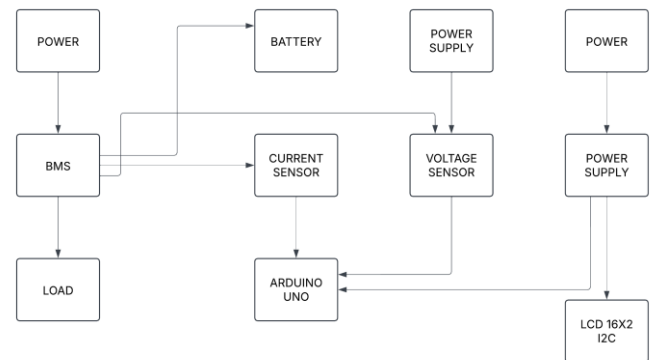 POWER
BATTERY
POWER
SUPPLY
POWER
BMS
CURRENT
SENSOR
VOLTAGE
SENSOR
POWER
SUPPLY
LOAD
ARDUINO
UNO
LCD 16X2
I2C